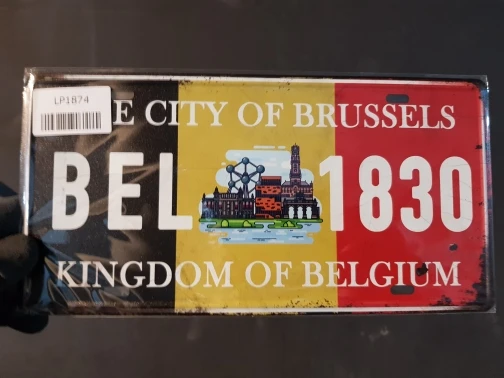 LP1874
E CITY OF BRUSSELS
BEL 1830
KINGDOM OF BELGIUM